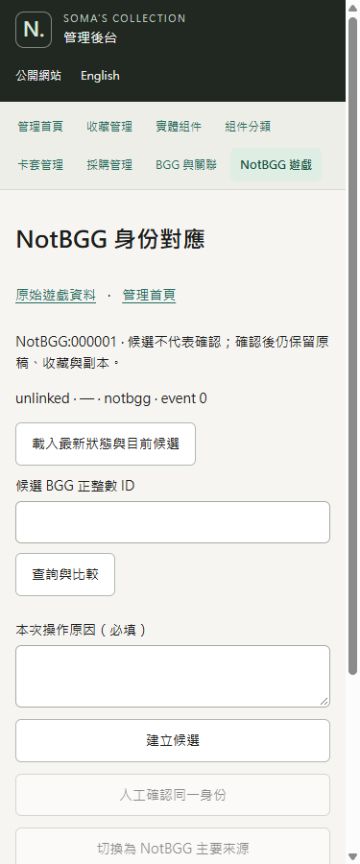 N.
SOMA'S COLLECTION
管理後台
公開網站 English
管理首頁 收藏管理 實體組件 組件分類
卡套管理 採購管理 BGG 與關聯 NotBGG 遊戲
NotBGG 身份對應
原始遊戲資料 · 管理首頁
NotBGG:000001 · 候選不代表確認；確認後仍保留原
稿、收藏與副本。
unlinked · — · notbgg · event 0
載入最新狀態與目前候選
候選 BGG 正整數 ID
查詢與比較
本次操作原因（必填）
建立候選
人工確認同一身份
切換為 NotBGG 主要來源